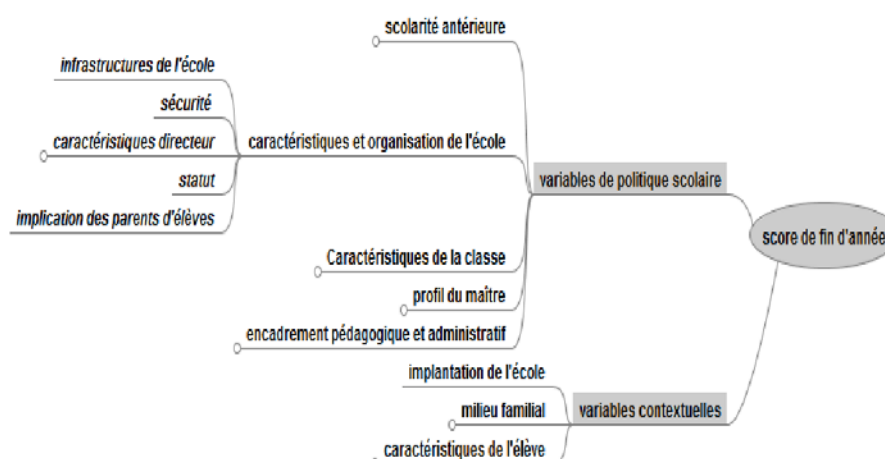 scolarité antérieure
infrastructures de l'école
sécurité
caractéristiques directeur
caractéristiques et organisation de l'école
statut
variables de politique scolaire
implication des parents d'élèves
score de fin d'année
Caractéristiques de la classe
profil du maître
encadrement pédagogique et administratif
implantation de l'école
milieu familial
variables contextuelles
caractéristiques de l'élève